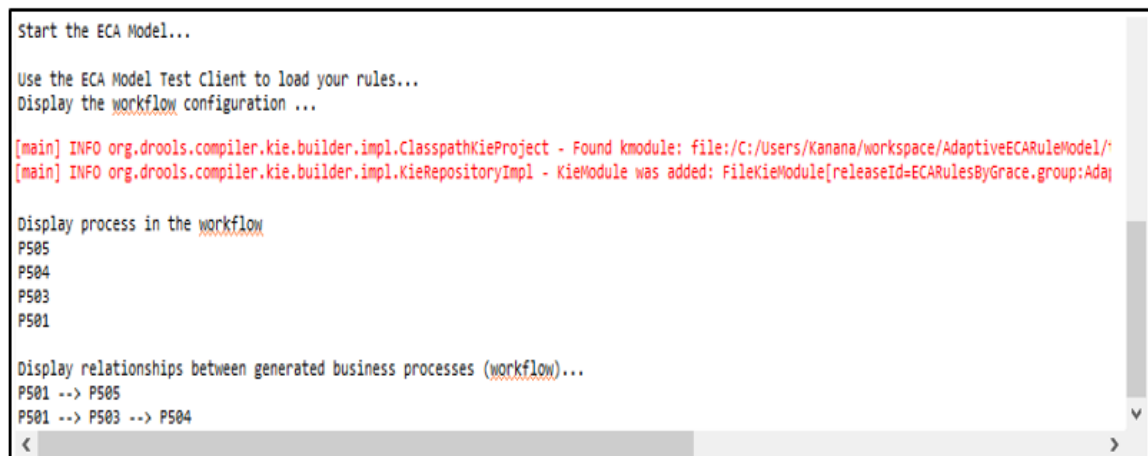 Start the ECA Model...
Use the ECA Model Test Client to load your rules...
Display the workflow configuration ...
[main] INFO org.drools.compiler.kie.builder.impl.ClasspathKieProject - Found kmodule: file:/C:/Users/Kanana/workspace/AdaptiveECARuleModel/
[main] INFO org.drools.compiler.kie.builder.impl.KieRepositoryImpl - KieModule was added: FileKieModule[releaseId=ECARulesByGrace.group:Adap
Display process in the workflow
P505
P504
P503
P501
Display relationships between generated business processes (workflow)...
P501 --> P505
P501 --> P503 --> P504